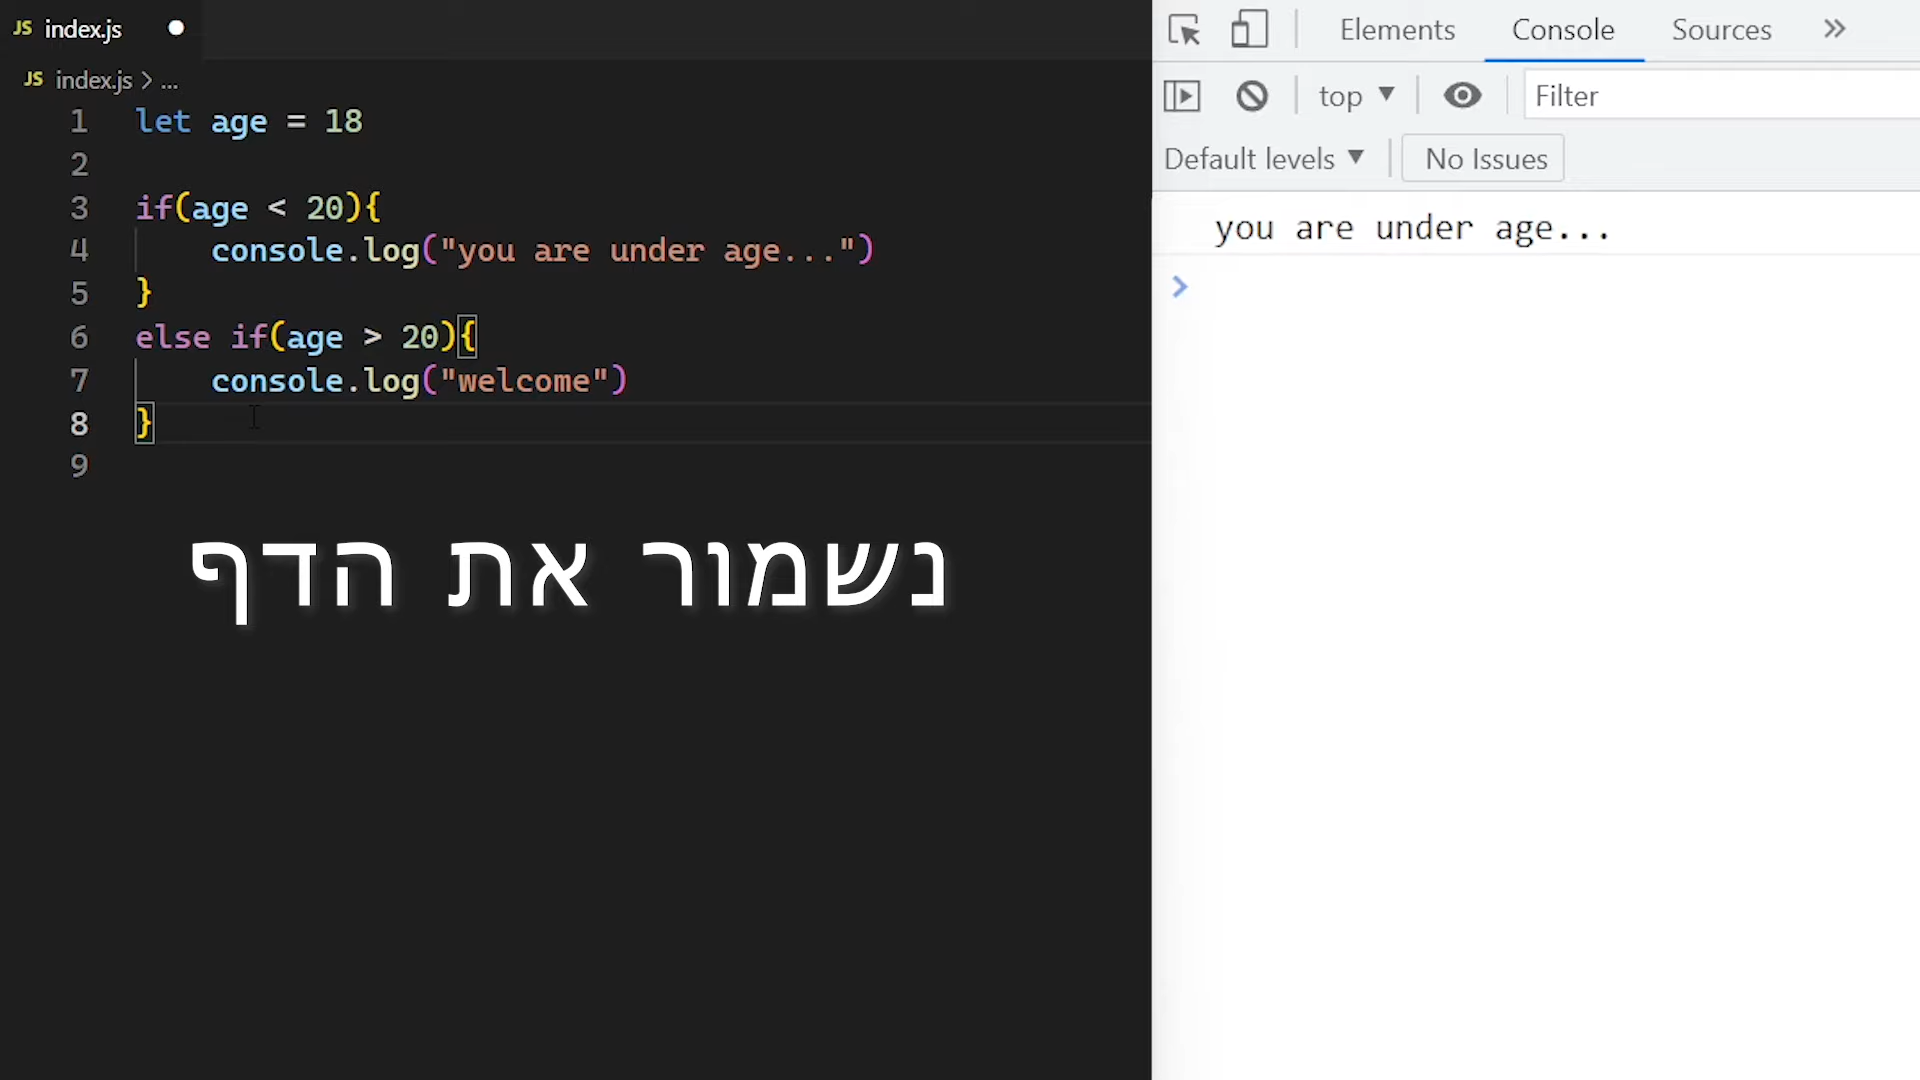 JS index.js
JS index.js > ...
1 let age = 18
2
3 if(age < 20){
4 console.log("you are under age...")
5 }
6 else if(age > 20){
7 console.log("welcome")
8 }
9
נשמור את הדף
Elements Console Sources »
top ▼ Filter
Default levels ▼ No Issues
you are under age...
>